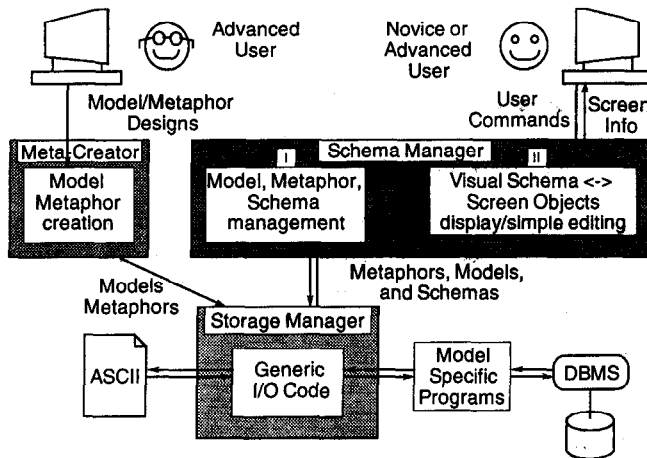 Advanced
User
Novice or
Advanced
User
Model/Metaphor
Designs
User
Commands
Screen
Info
Meta-Creator
Model
Metaphor
creation
Schema Manager
I
Model, Metaphor,
Schema
management
II
Visual Schema <->
Screen Objects
display/simple editing
Models
Metaphors
Metaphors, Models,
and Schemas
Storage Manager
ASCII
Generic
I/O Code
Model
Specific
Programs
DBMS